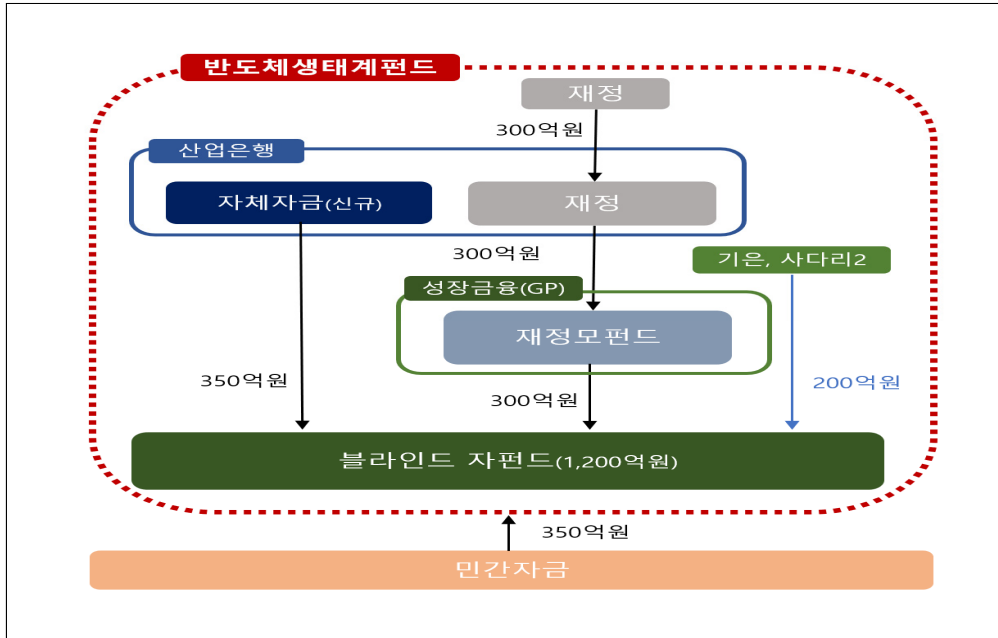 반도체생태계펀드
재정
300억원
산업은행
자체자금(신규)
재정
300억원
기은, 사다리2
성장금융(GP)
재정모펀드
350억원
300억원
200억원
블라인드 자펀드(1,200억원)
350억원
민간자금